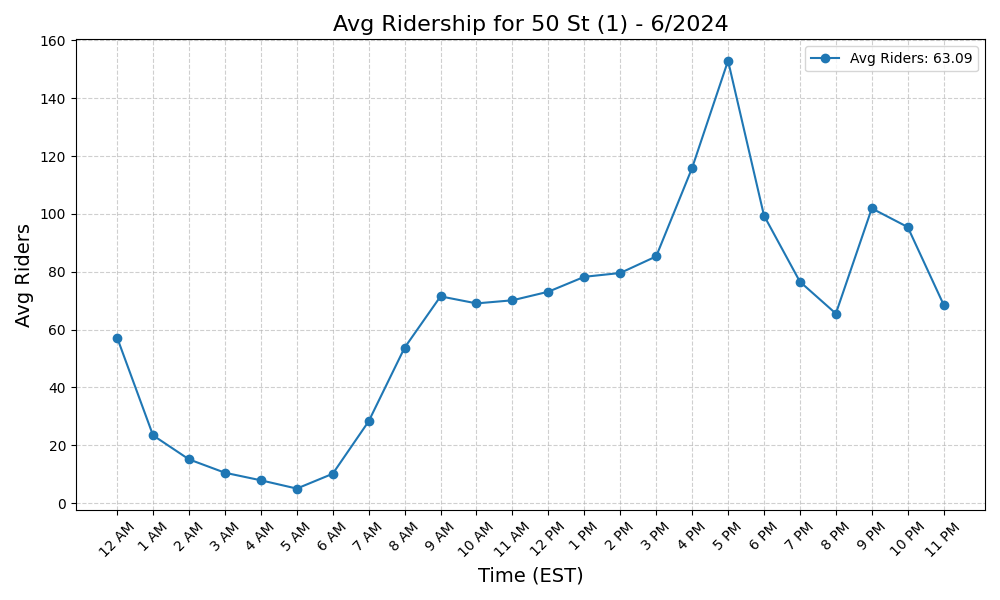 Avg Ridership for 50 St (1) - 6/2024
Avg Riders: 63.09
Avg Riders
160
140
120
100
80
60
40
20
0
12 AM
1 AM
2 AM
3 AM
4 AM
5 AM
6 AM
7 AM
8 AM
9 AM
10 AM
11 AM
12 PM
1 PM
2 PM
3 PM
4 PM
5 PM
6 PM
7 PM
8 PM
9 PM
10 PM
11 PM
Time (EST)